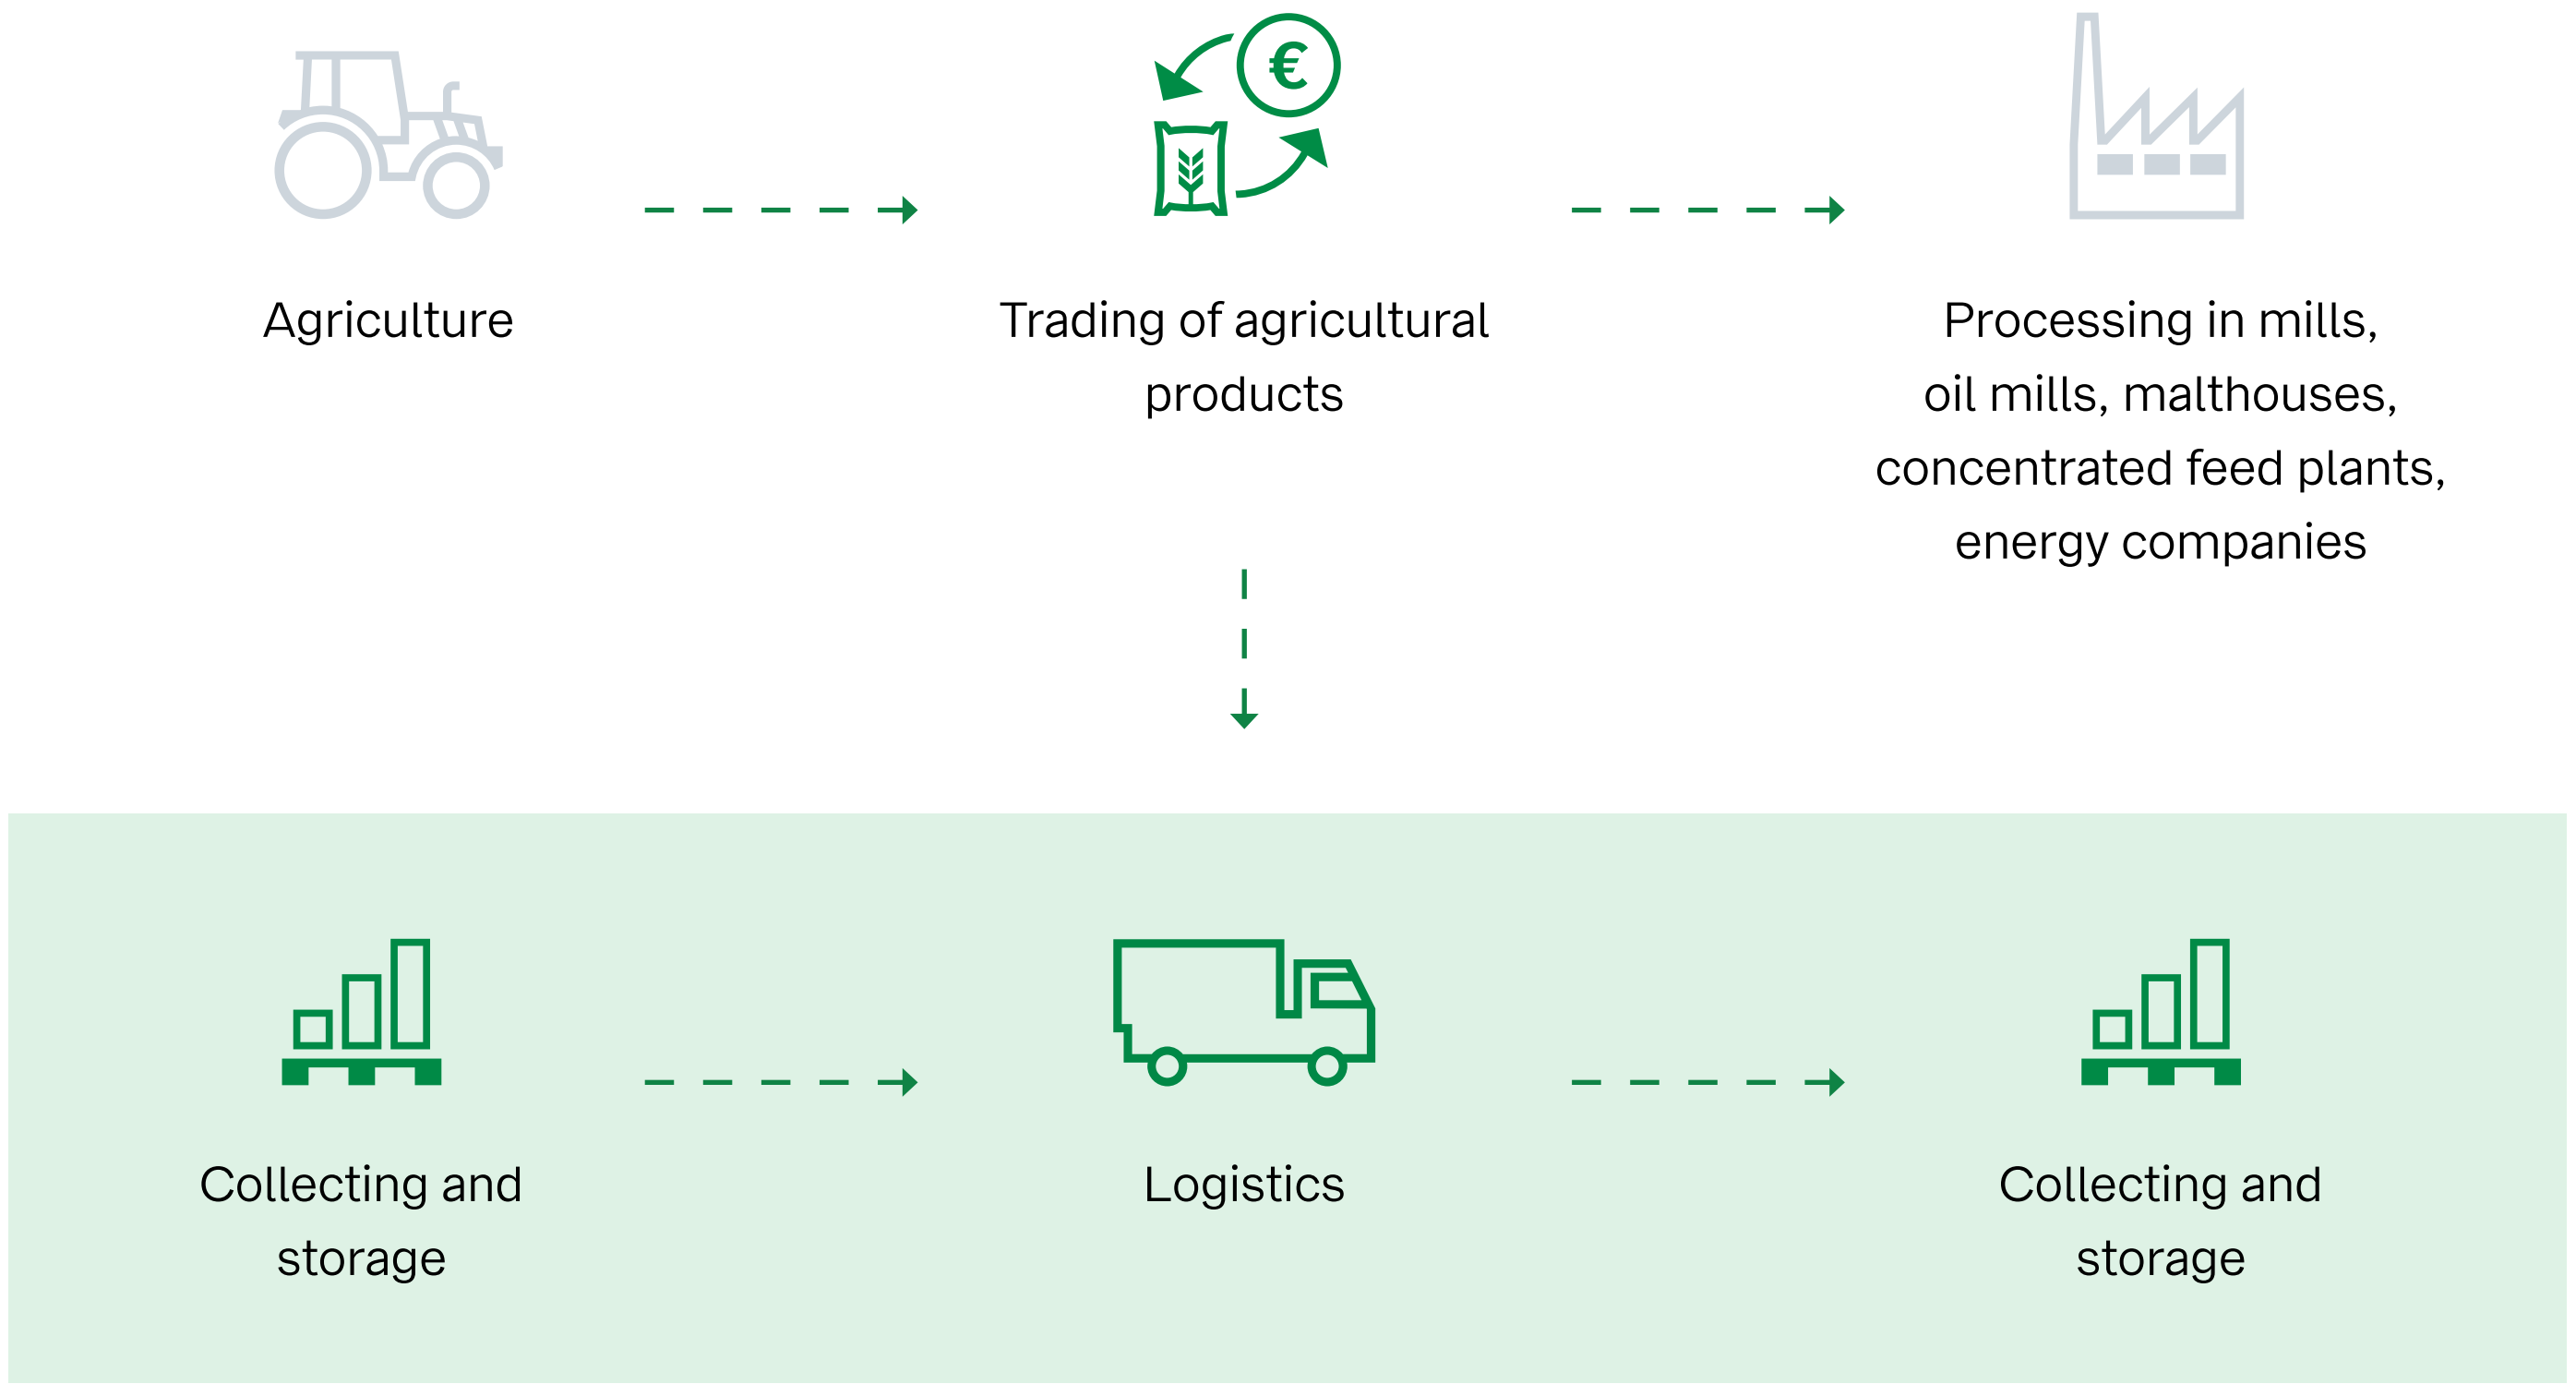 €
Agriculture
Trading of agricultural
products
Processing in mills,
oil mills, malthouses,
concentrated feed plants,
energy companies
Collecting and
storage
Logistics
Collecting and
storage